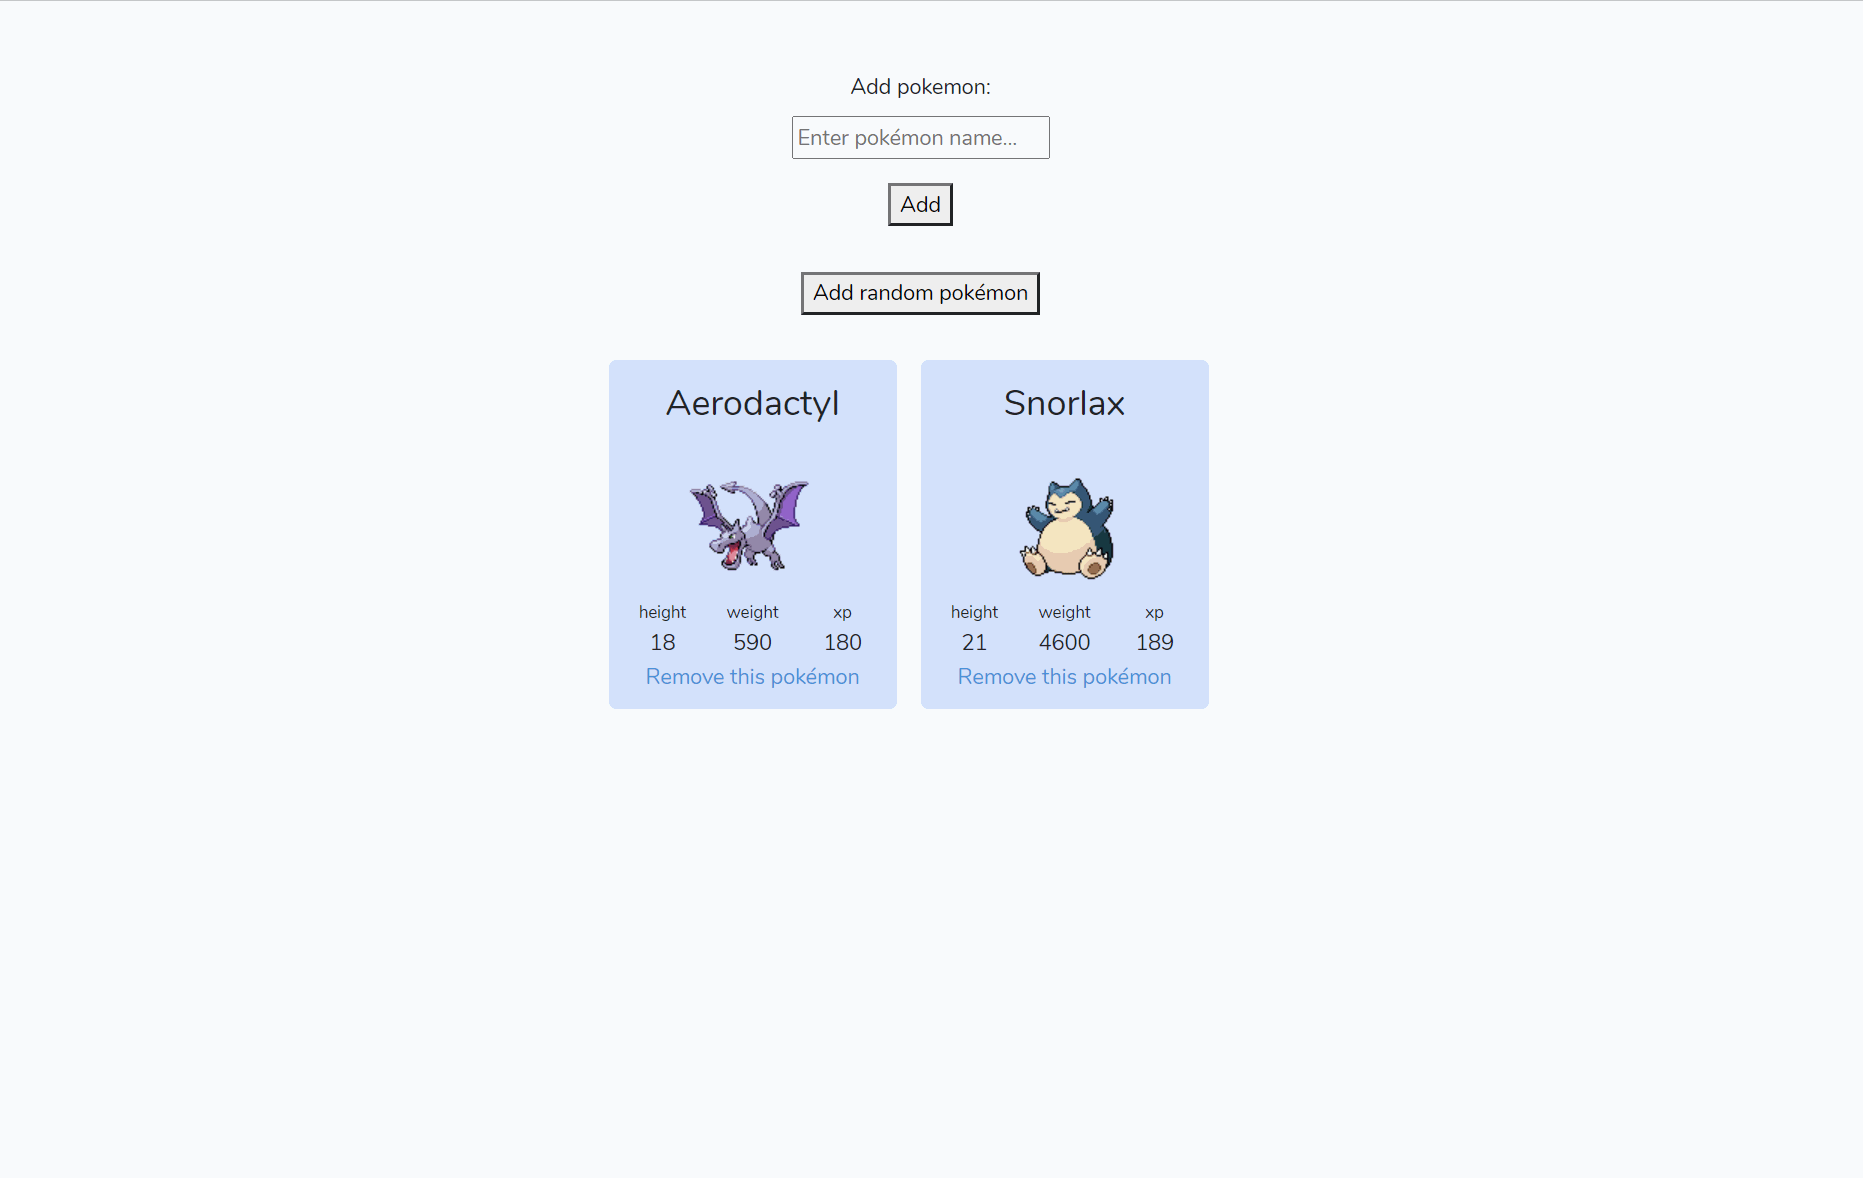 Add pokemon:
Enter pokémon name...
Add
Add random pokémon
Aerodactyl
height weight xp
18 590 180
Remove this pokémon
Snorlax
height weight xp
21 4600 189
Remove this pokémon